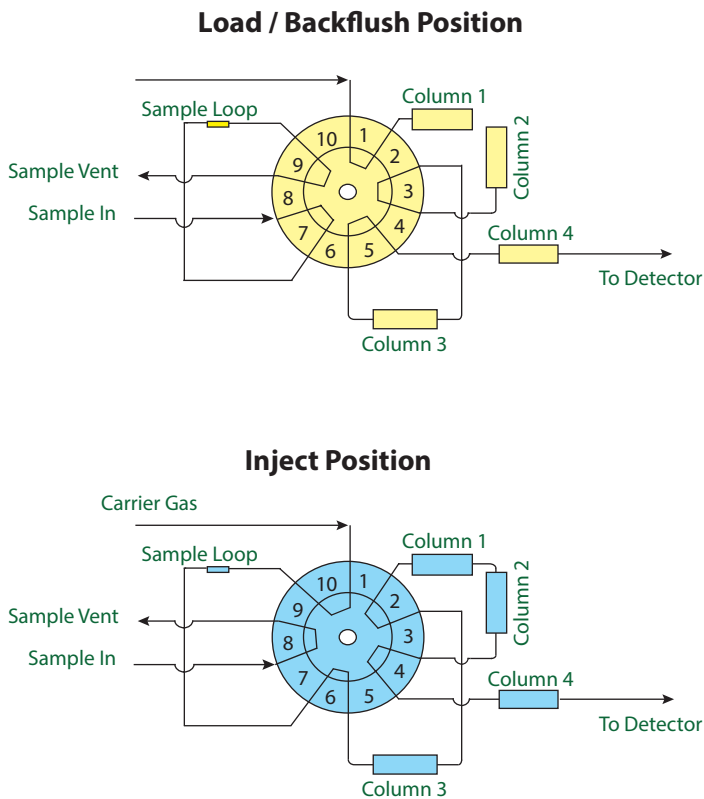 Load / Backflush Position
Column 1
Sample Loop
Column 2
10
1
2
9
3
Sample Vent
8
4
Sample In
7
6
5
Column 4
To Detector
Column 3
Inject Position
Carrier Gas
Column 1
Sample Loop
Column 2
10
1
2
9
3
Sample Vent
8
4
Sample In
7
6
5
Column 4
To Detector
Column 3